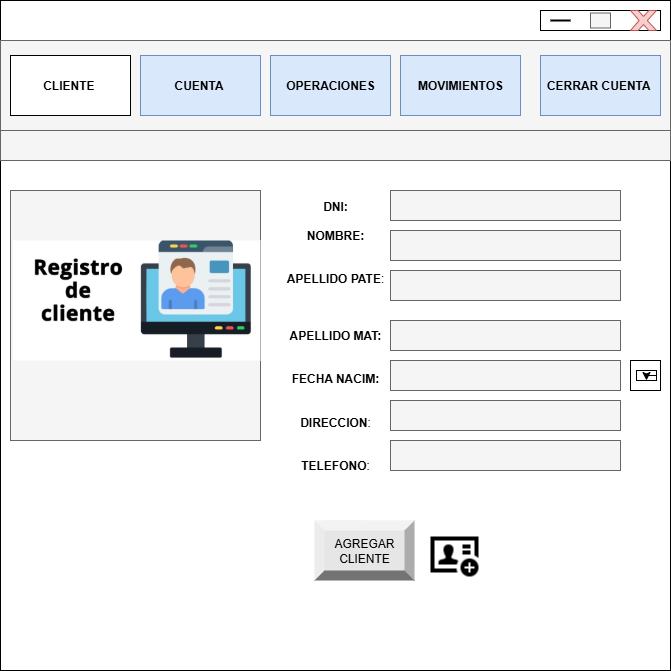 CLIENTE
CUENTA
OPERACIONES
MOVIMIENTOS
CERRAR CUENTA
Registro
de
cliente
DNI:
NOMBRE:
APELLIDO PATE:
APELLIDO MAT:
FECHA NACIM:
DIRECCION:
TELEFONO:
AGREGAR
CLIENTE